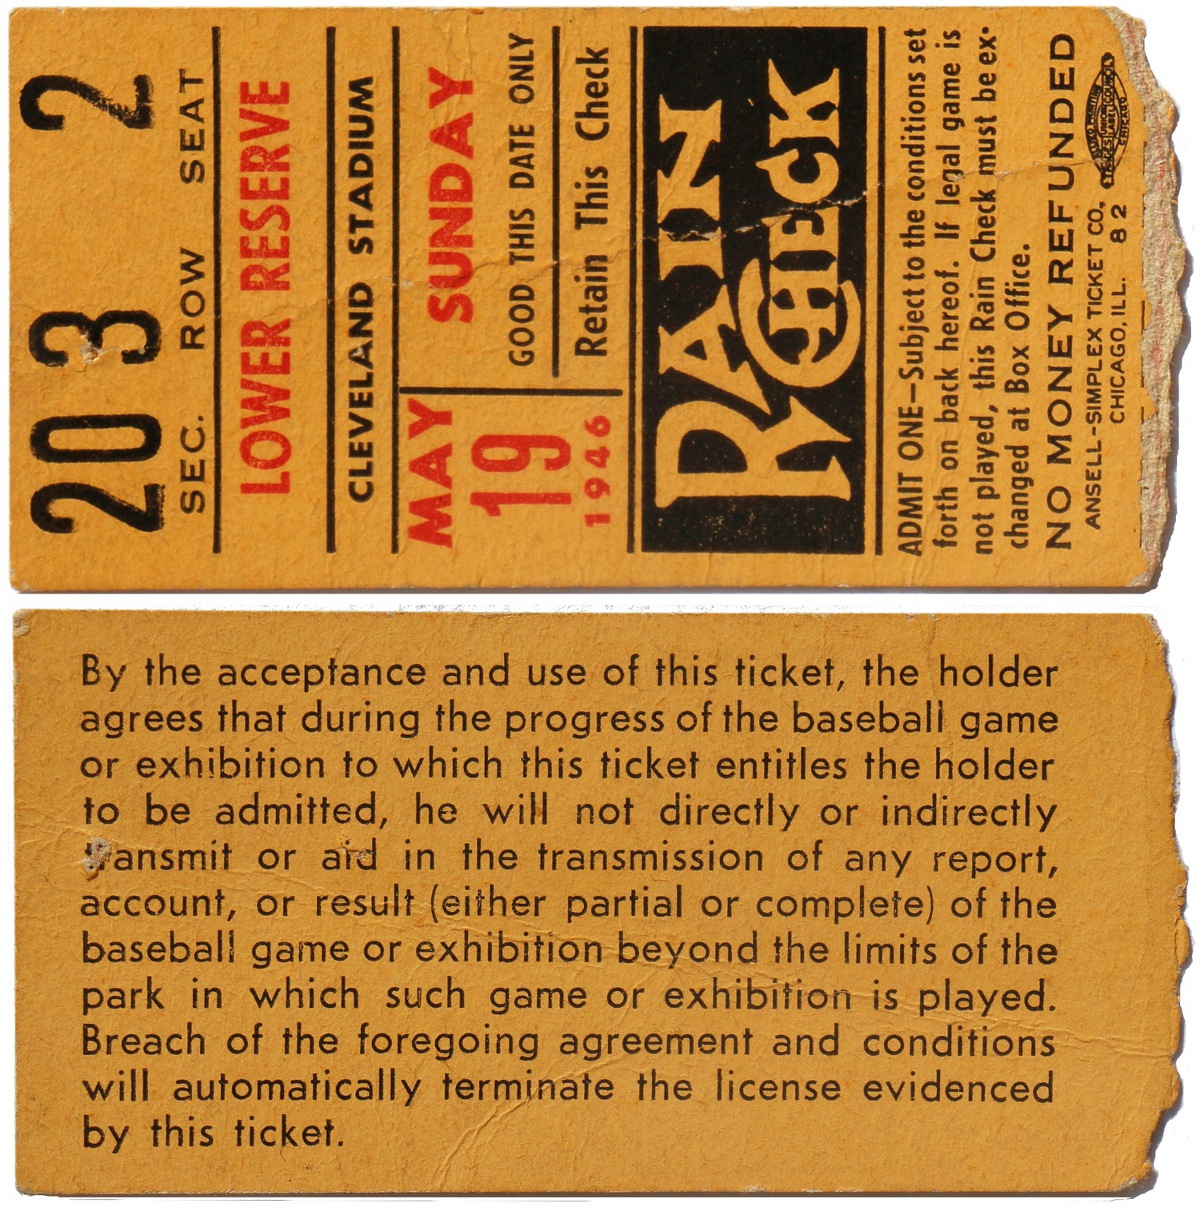 20 3 2
SEC. ROW SEAT
LOWER RESERVE
CLEVELAND STADIUM
MAY
19
1946
SUNDAY
GOOD THIS DATE ONLY
Retain This Check
RAIN
CHECK
ADMIT ONE—Subject to the conditions set
forth on back hereof. If legal game is
not played, this Rain Check must be ex-
changed at Box Office.
NO MONEY REFUNDED
ANSELL-SIMPLEX TICKET CO.,
CHICAGO, ILL. 82
ALLIED PRINTING
TRADES UNION LABEL COUNCIL
CHICAGO
By the acceptance and use of this ticket, the holder
agrees that during the progress of the baseball game
or exhibition to which this ticket entitles the holder
to be admitted, he will not directly or indirectly
transmit or aid in the transmission of any report,
account, or result (either partial or complete) of the
baseball game or exhibition beyond the limits of the
park in which such game or exhibition is played.
Breach of the foregoing agreement and conditions
will automatically terminate the license evidenced
by this ticket.